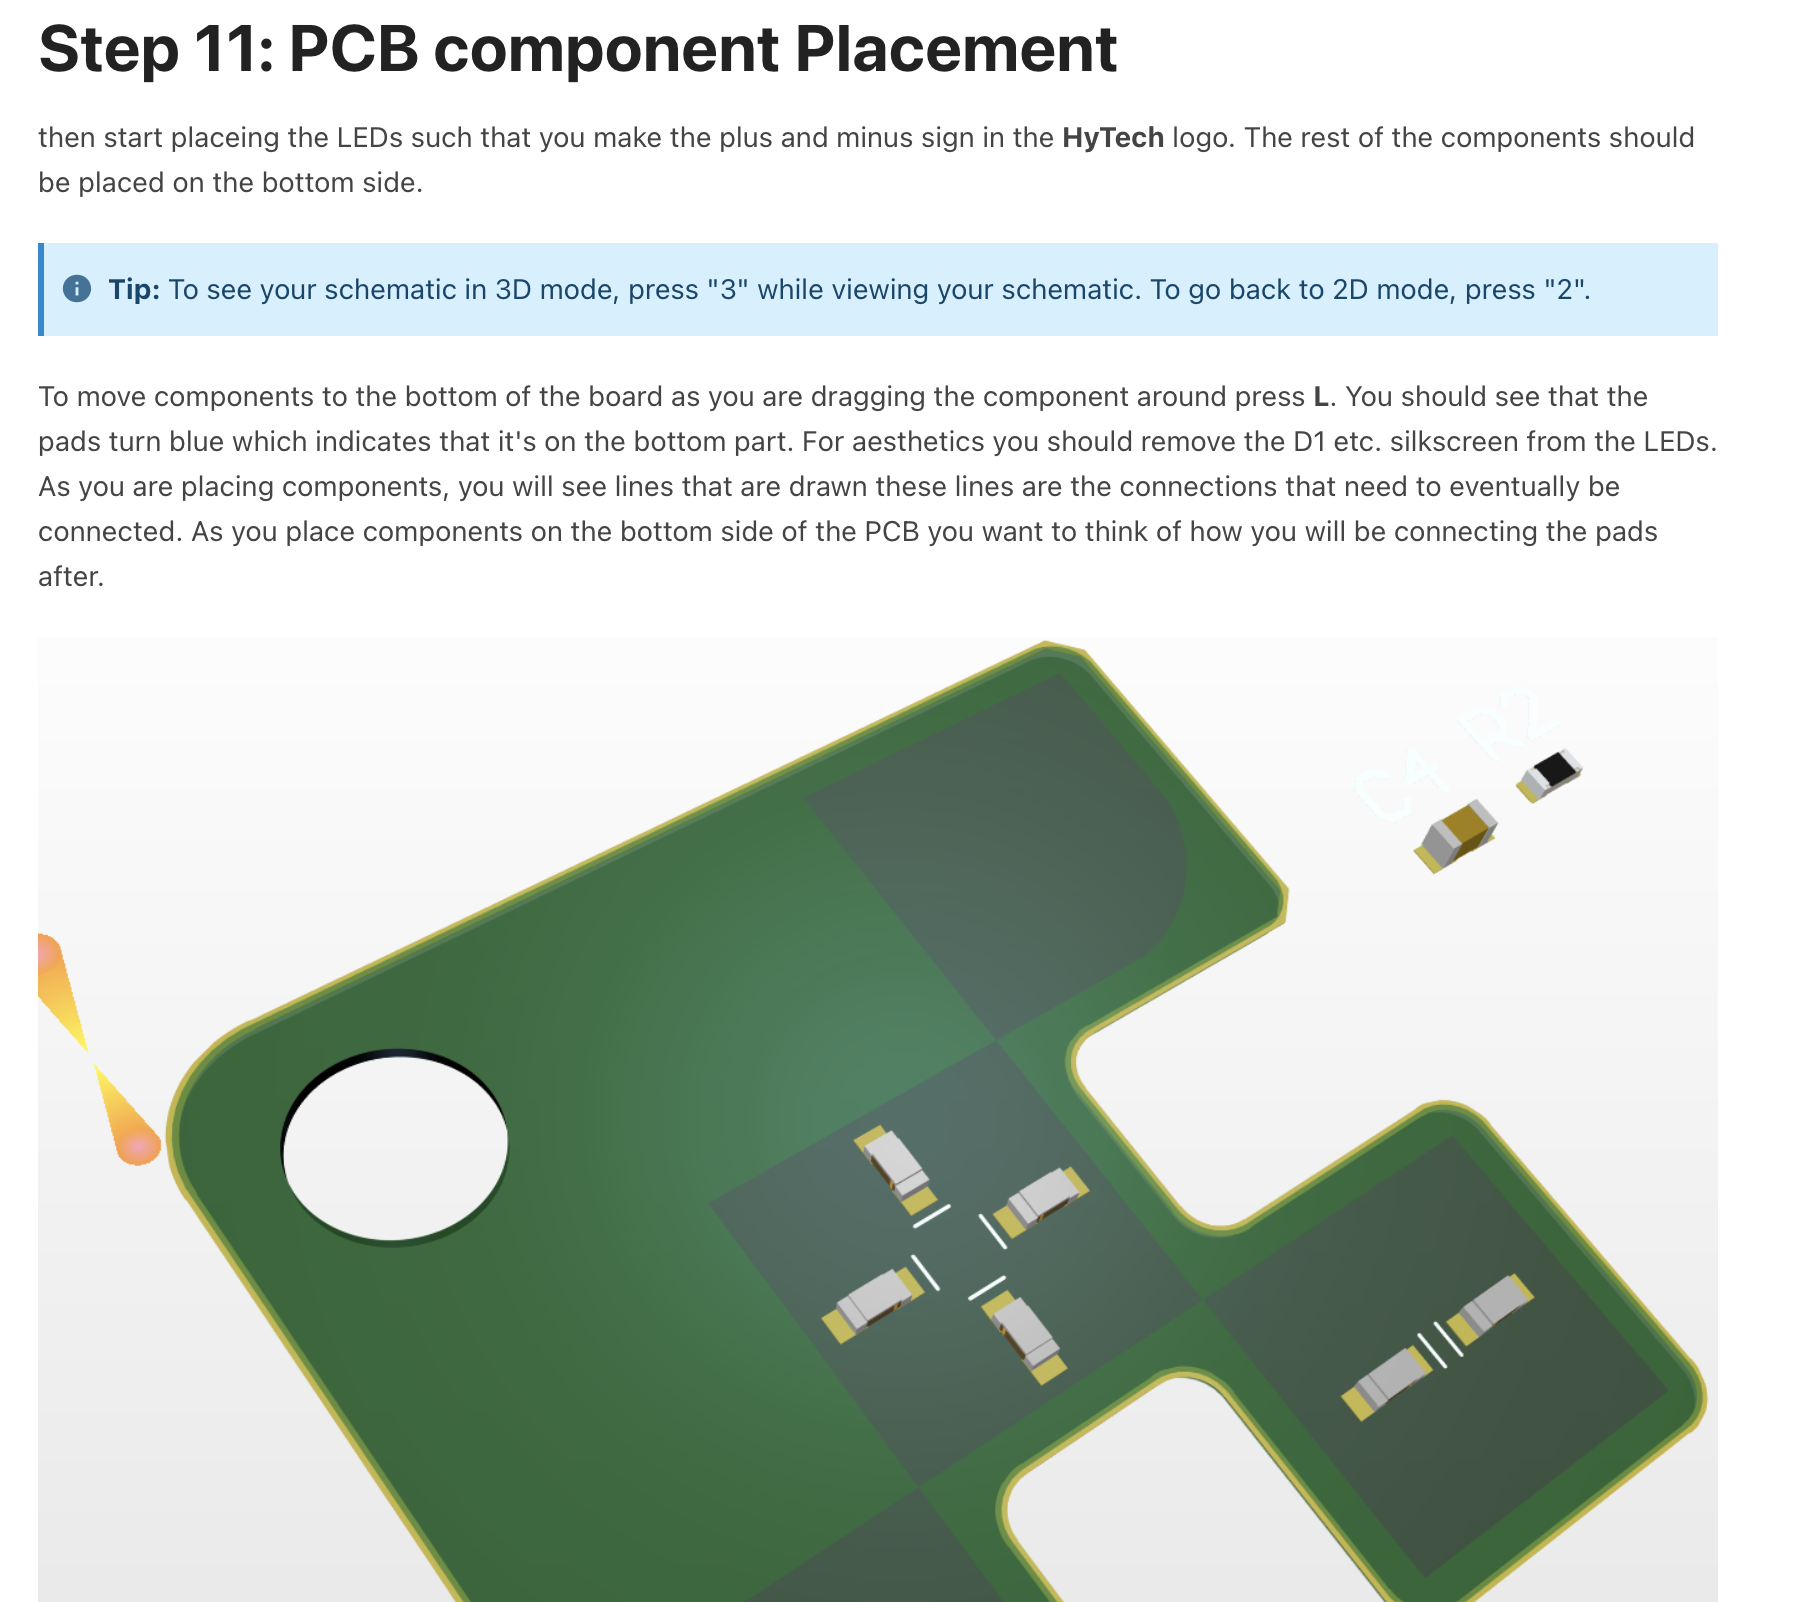 Step 11: PCB component Placement
then start placeing the LEDs such that you make the plus and minus sign in the HyTech logo. The rest of the components should
be placed on the bottom side.
Tip: To see your schematic in 3D mode, press "3" while viewing your schematic. To go back to 2D mode, press "2".
To move components to the bottom of the board as you are dragging the component around press L. You should see that the
pads turn blue which indicates that it's on the bottom part. For aesthetics you should remove the D1 etc. silkscreen from the LEDs.
As you are placing components, you will see lines that are drawn these lines are the connections that need to eventually be
connected. As you place components on the bottom side of the PCB you want to think of how you will be connecting the pads
after.
C4 R2